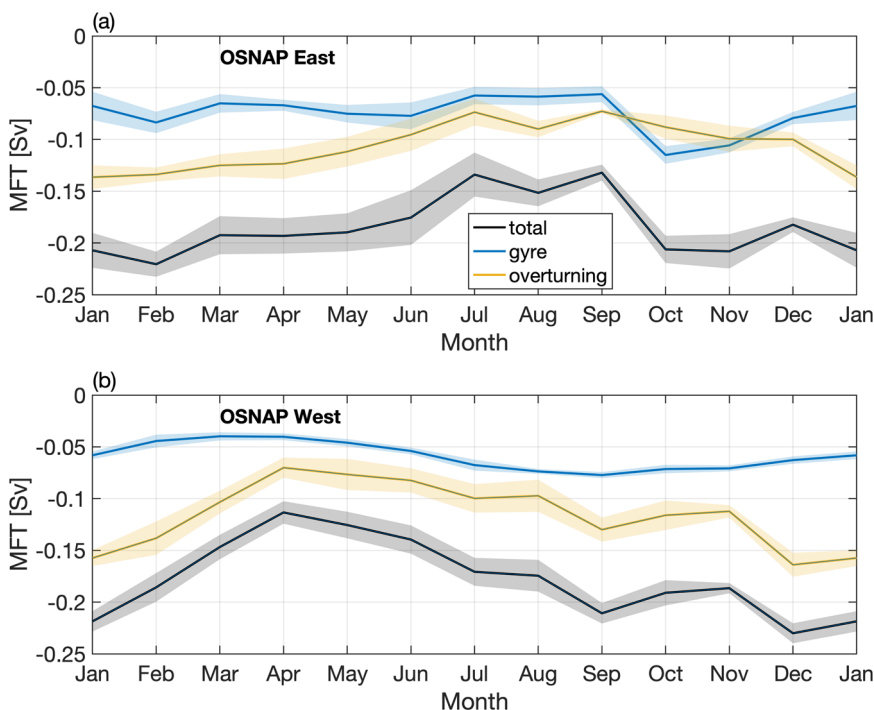 (a)
OSNAP East
0
-0.05
-0.1
-0.15
-0.2
-0.25
MFT [Sv]
total
gyre
overturning
Jan Feb Mar Apr May Jun Jul Aug Sep Oct Nov Dec Jan
Month
(b)
OSNAP West
0
-0.05
-0.1
-0.15
-0.2
-0.25
MFT [Sv]
Jan Feb Mar Apr May Jun Jul Aug Sep Oct Nov Dec Jan
Month